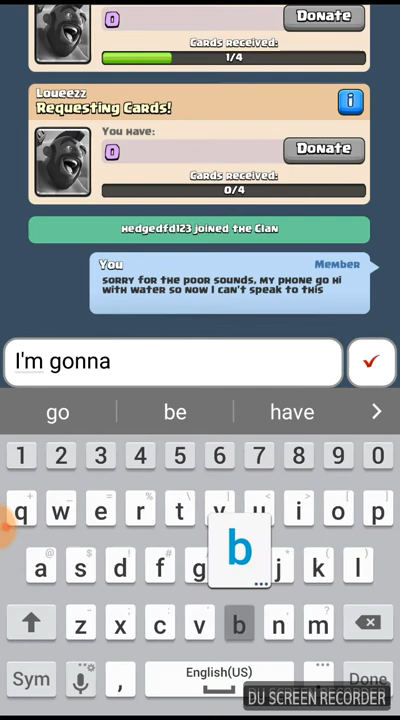 0
Donate
Cards received:
1/4
Loueezz
Requesting Cards!
i
You have:
0
Donate
Cards received:
0/4
Hedgedfd123 joined the Clan
You
Member
SORRY FOR THE POOR SOUNDS, MY PHONE GO HI
WITH WATER SO NOW I CAN'T SPEAK TO THIS
I'm gonna
go be have
1 2 3 4 5 6 7 8 9 0
q w e r t y u i o p
b
a s d f g j k l
z x c v b n m
Sym , English(US) Done
DU SCREEN RECORDER